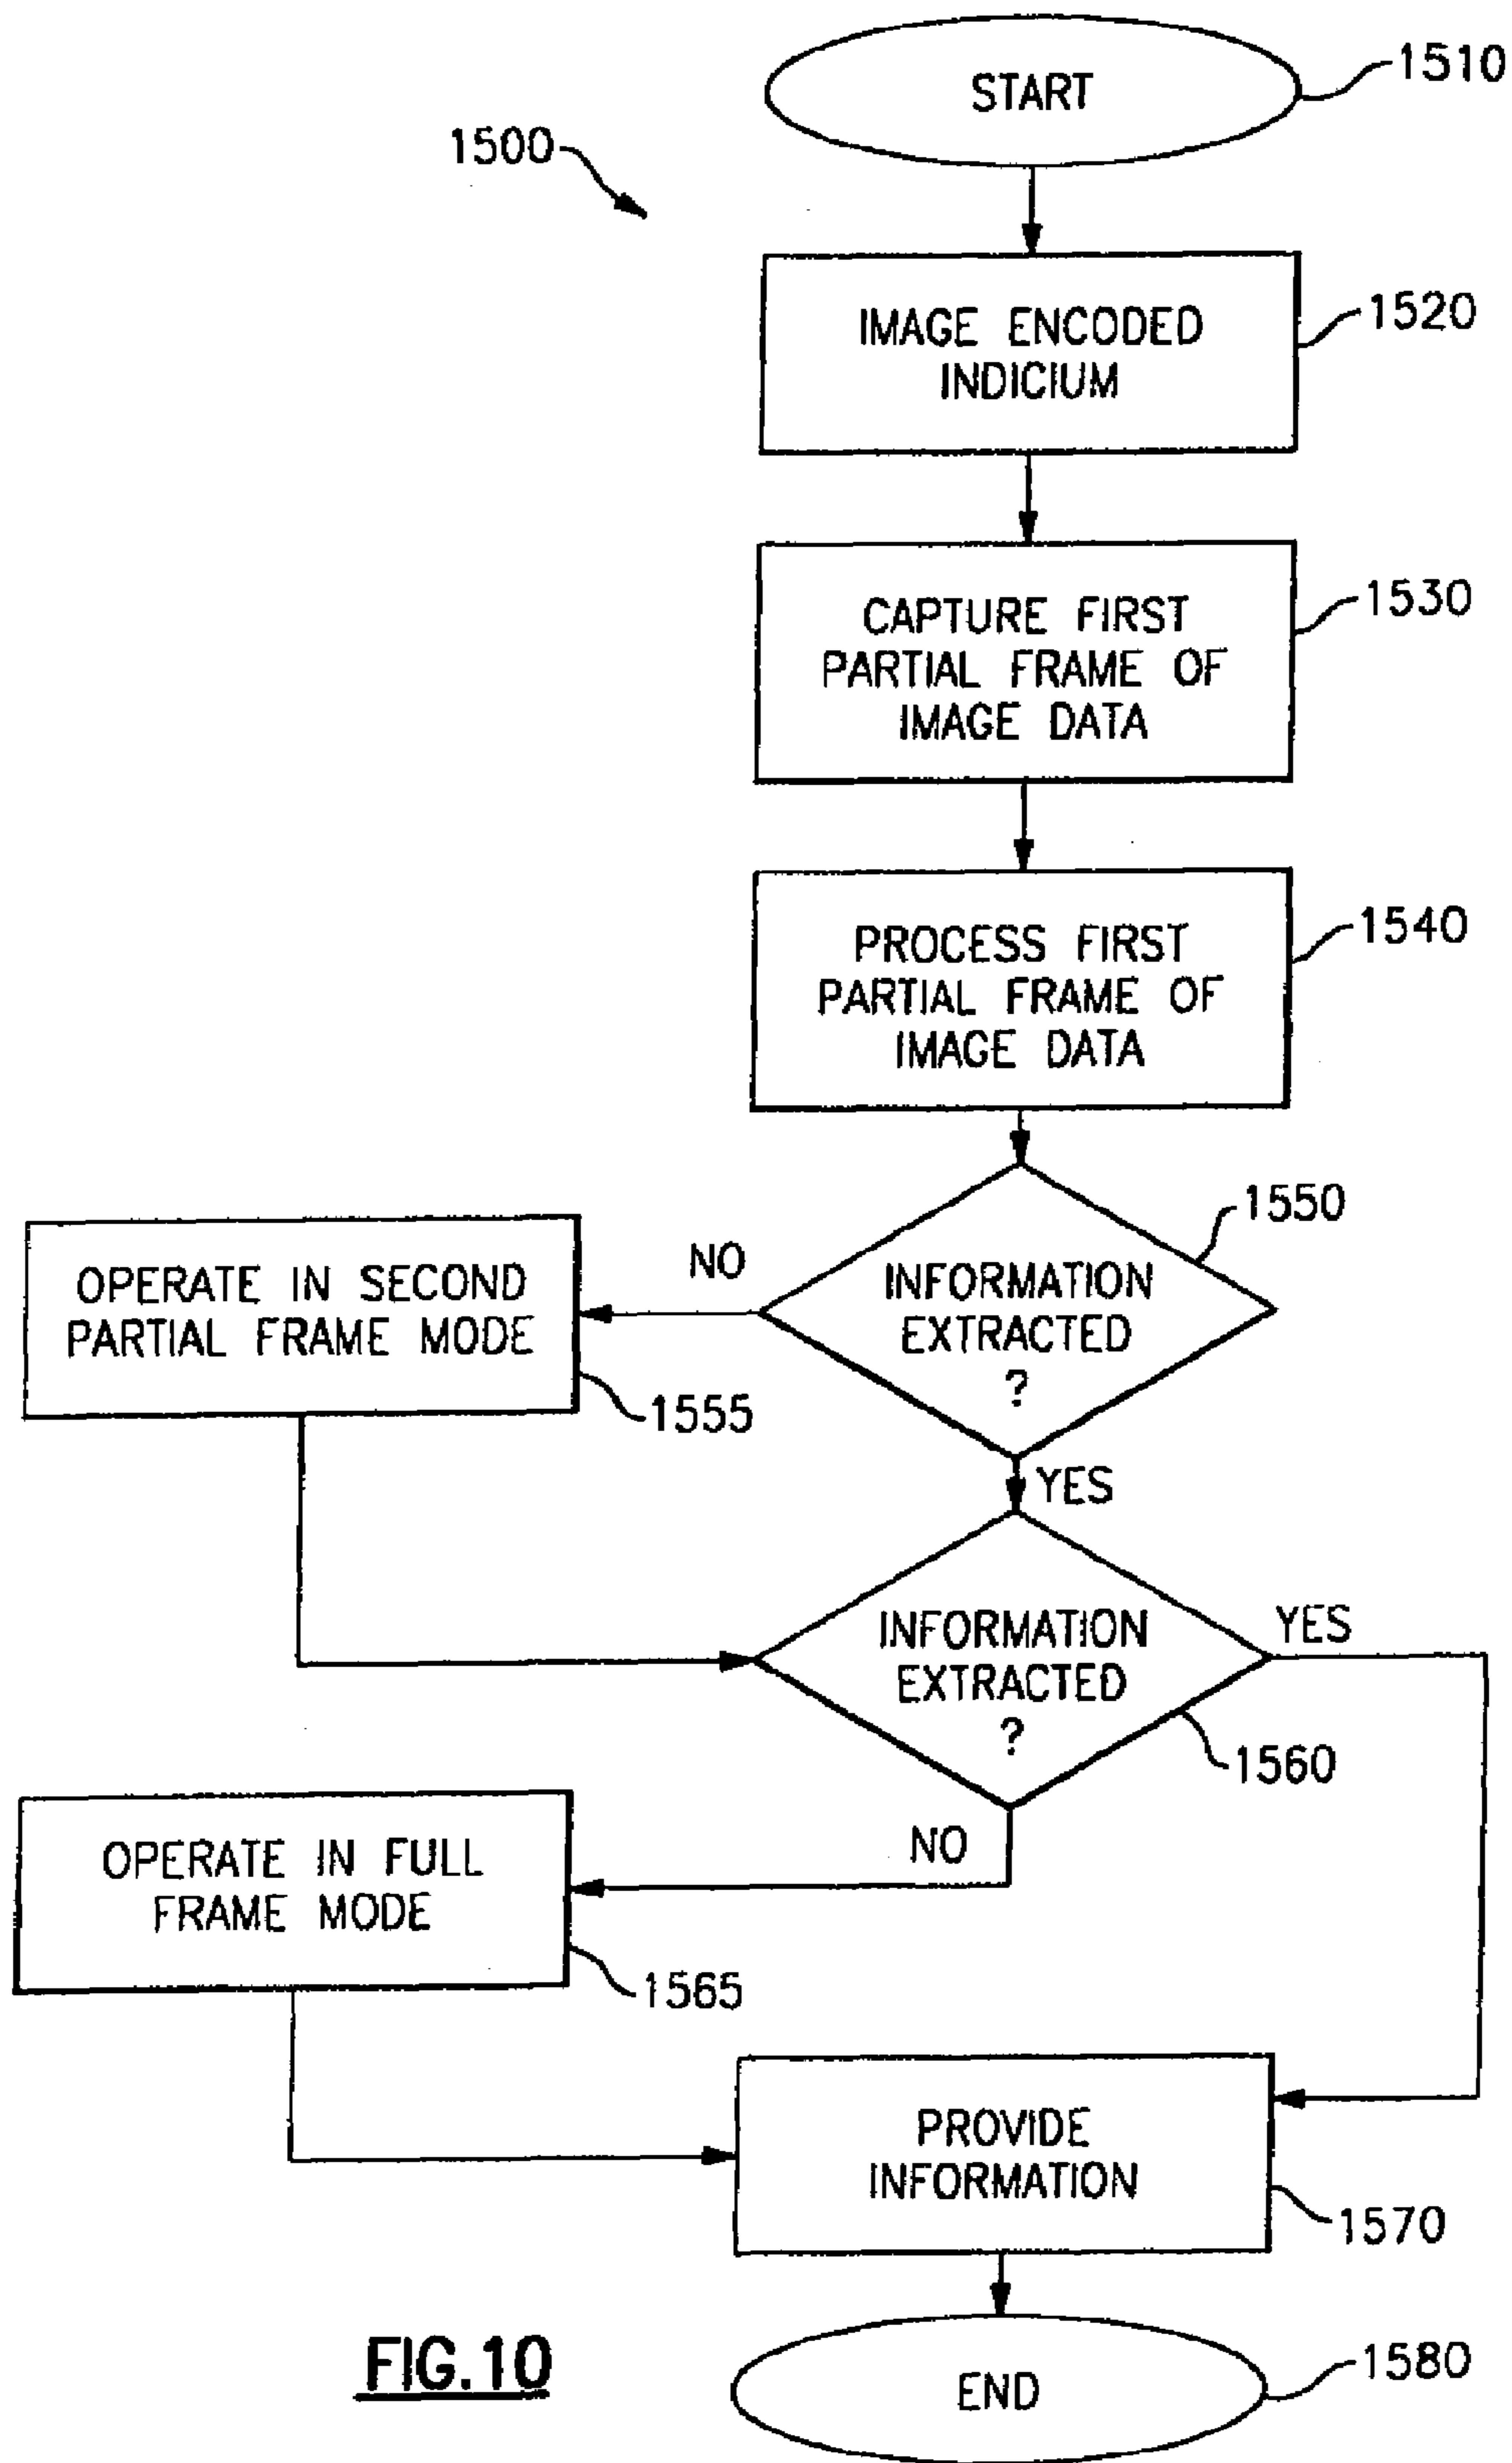 START
1510
1500
IMAGE ENCODED
INDICIUM
1520
CAPTURE FIRST
PARTIAL FRAME OF
IMAGE DATA
1530
PROCESS FIRST
PARTIAL FRAME OF
IMAGE DATA
1540
1550
INFORMATION
EXTRACTED
?
NO
OPERATE IN SECOND
PARTIAL FRAME MODE
1555
YES
INFORMATION
EXTRACTED
?
YES
1560
NO
OPERATE IN FULL
FRAME MODE
1565
PROVIDE
INFORMATION
1570
END
1580
FIG.10